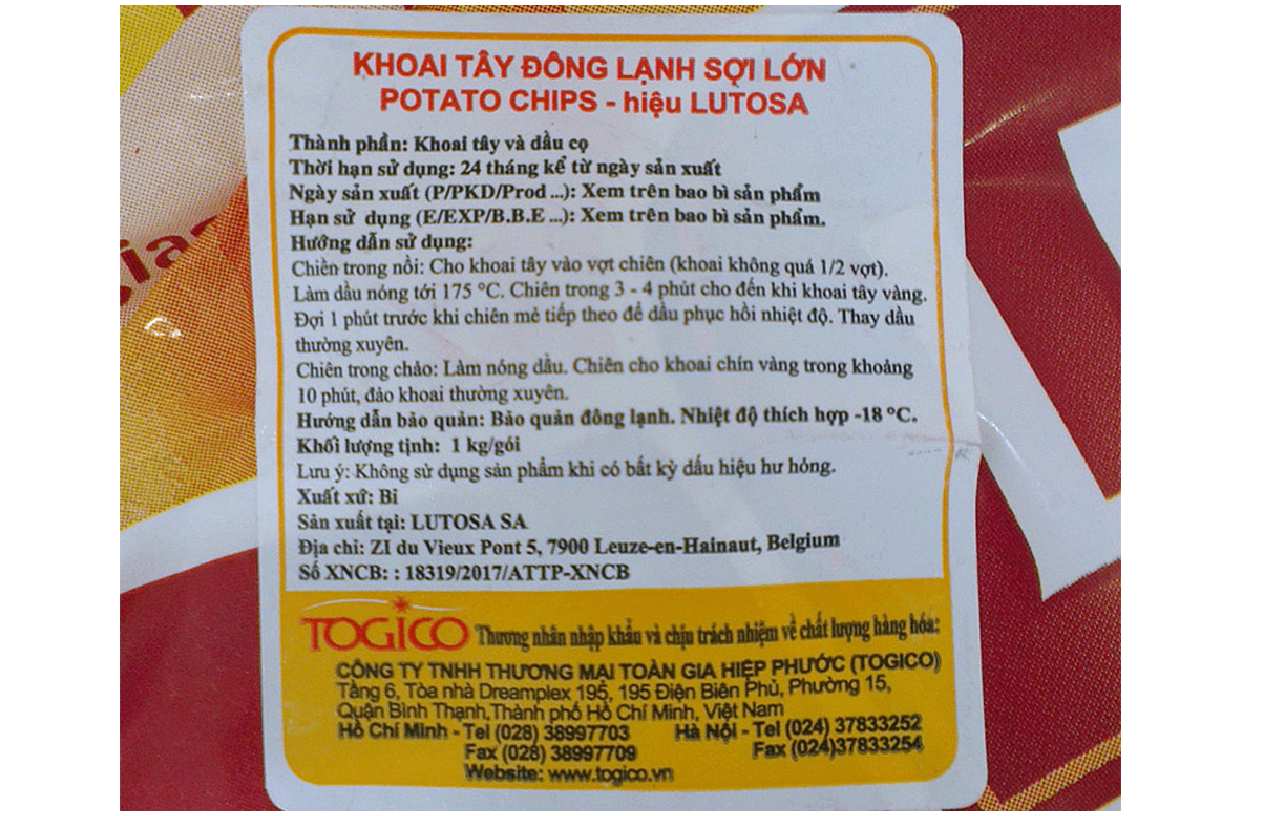 KHOAI TÂY ĐÔNG LẠNH SỢI LỚN
POTATO CHIPS - hiệu LUTOSA
Thành phần: Khoai tây và dầu cọ
Thời hạn sử dụng: 24 tháng kể từ ngày sản xuất
Ngày sản xuất (P/PKD/Prod ...): Xem trên bao bì sản phẩm
Hạn sử dụng (E/EXP/B.B.E ...): Xem trên bao bì sản phẩm.
Hướng dẫn sử dụng:
Chiên trong nồi: Cho khoai tây vào vợt chiên (khoai không quá 1/2 vợt).
Làm dầu nóng tới 175 °C. Chiên trong 3 - 4 phút cho đến khi khoai tây vàng.
Đợi 1 phút trước khi chiên mẻ tiếp theo để dầu phục hồi nhiệt độ. Thay dầu
thường xuyên.
Chiên trong chảo: Làm nóng dầu. Chiên cho khoai chín vàng trong khoảng
10 phút, đảo khoai thường xuyên.
Hướng dẫn bảo quản: Bảo quản đông lạnh. Nhiệt độ thích hợp -18 °C.
Khối lượng tịnh: 1 kg/gói
Lưu ý: Không sử dụng sản phẩm khi có bất kỳ dấu hiệu hư hỏng.
Xuất xứ: Bỉ
Sản xuất tại: LUTOSA SA
Địa chỉ: ZI du Vieux Pont 5, 7900 Leuze-en-Hainaut, Belgium
Số XNCB: : 18319/2017/ATTP-XNCB
TOGICO Thương nhân nhập khẩu và chịu trách nhiệm về chất lượng hàng hóa:
CÔNG TY TNHH THƯƠNG MẠI TOÀN GIA HIỆP PHƯỚC (TOGICO)
Tầng 6, Tòa nhà Dreamplex 195, 195 Điện Biên Phủ, Phường 15,
Quận Bình Thạnh, Thành phố Hồ Chí Minh, Việt Nam
Hồ Chí Minh - Tel (028) 38997703 Hà Nội - Tel (024) 37833252
Fax (028) 38997709 Fax (024)37833254
Website: www.togico.vn